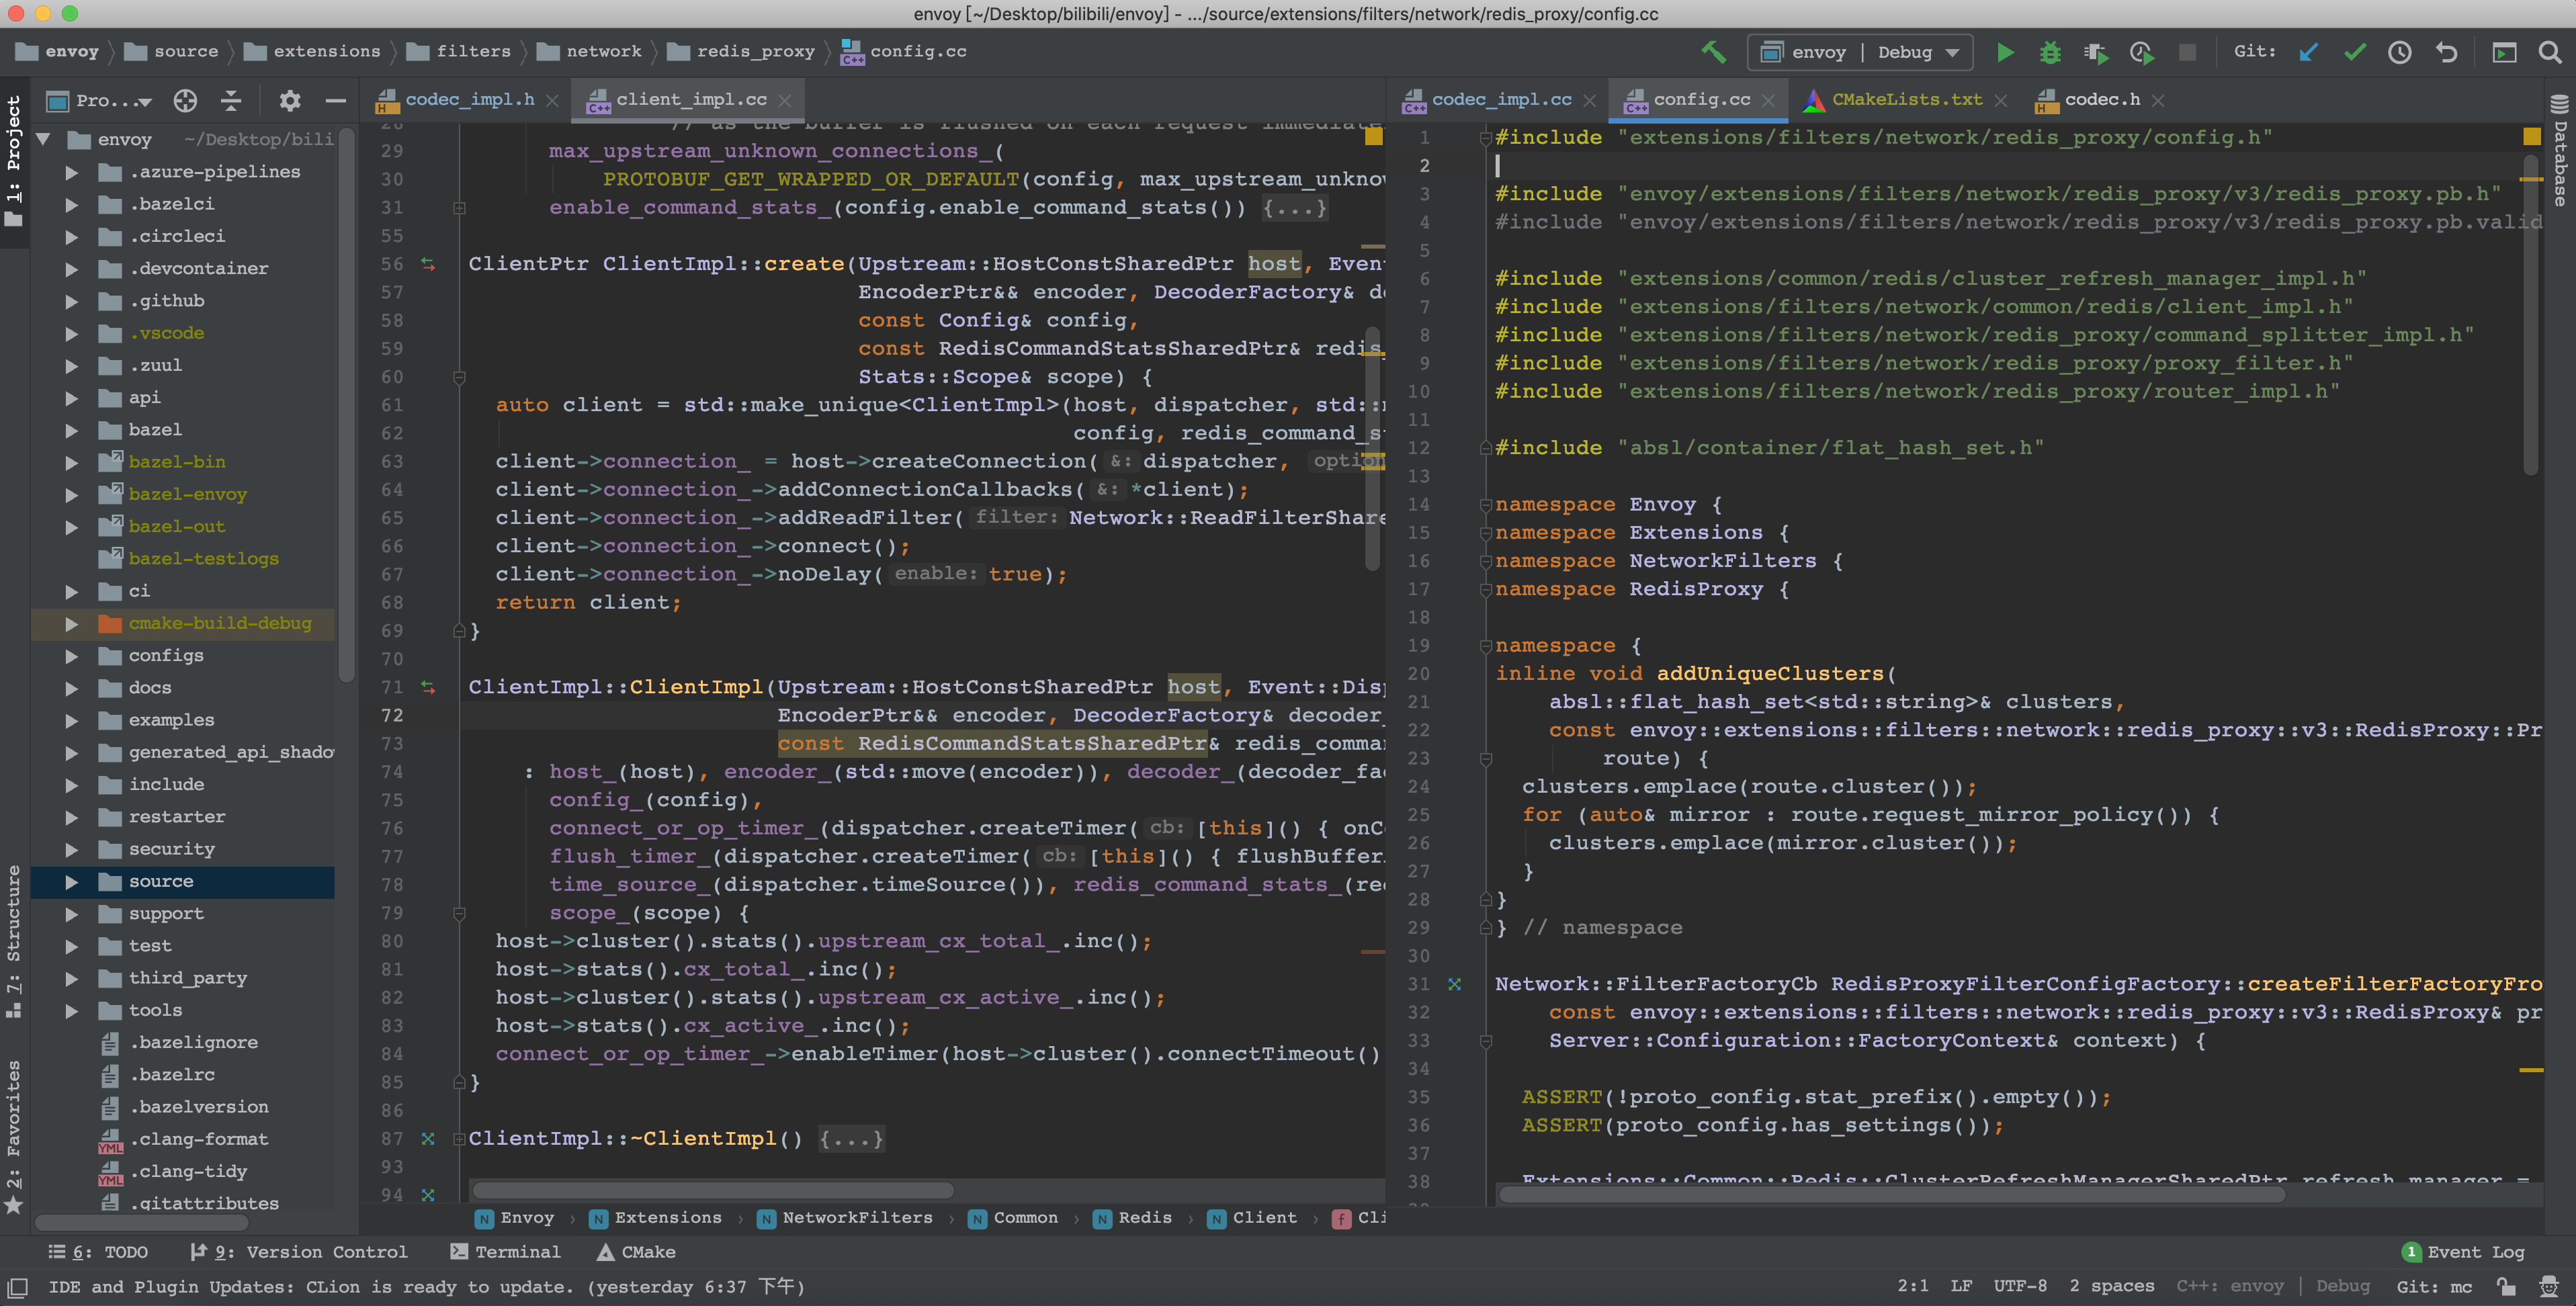 envoy [~/Desktop/bilibili/envoy] - .../source/extensions/filters/network/redis_proxy/config.cc
envoy source extensions filters network redis_proxy config.cc envoy | Debug Git:
1: Project
Pro...
codec_impl.h client_impl.cc
codec_impl.cc config.cc CMakeLists.txt codec.h
Database
envoy ~/Desktop/bili
.azure-pipelines
.bazelci
.circleci
.devcontainer
.github
.vscode
.zuul
api
bazel
bazel-bin
bazel-envoy
bazel-out
bazel-testlogs
ci
cmake-build-debug
configs
docs
examples
generated_api_shado
include
restarter
security
source
support
test
third_party
tools
.bazelignore
.bazelrc
.bazelversion
.clang-format
.clang-tidy
.gitattributes
7: Structure
2: Favorites
28 // as the buffer is flushed on each request immediate
29 max_upstream_unknown_connections_(
30 PROTOBUF_GET_WRAPPED_OR_DEFAULT(config, max_upstream_unknow
31 enable_command_stats_(config.enable_command_stats()) {...}
55
56 ClientPtr ClientImpl::create(Upstream::HostConstSharedPtr host, Event
57 EncoderPtr&& encoder, DecoderFactory& de
58 const Config& config,
59 const RedisCommandStatsSharedPtr& redis_
60 Stats::Scope& scope) {
61 auto client = std::make_unique<ClientImpl>(host, dispatcher, std::m
62 config, redis_command_st
63 client->connection_ = host->createConnection( &: dispatcher, option
64 client->connection_->addConnectionCallbacks( &: *client);
65 client->connection_->addReadFilter( filter: Network::ReadFilterShare
66 client->connection_->connect();
67 client->connection_->noDelay( enable: true);
68 return client;
69 }
70
71 ClientImpl::ClientImpl(Upstream::HostConstSharedPtr host, Event::Disp
72 EncoderPtr&& encoder, DecoderFactory& decoder_
73 const RedisCommandStatsSharedPtr& redis_comman
74 : host_(host), encoder_(std::move(encoder)), decoder_(decoder_fac
75 config_(config),
76 connect_or_op_timer_(dispatcher.createTimer( cb: [this]() { onCo
77 flush_timer_(dispatcher.createTimer( cb: [this]() { flushBuffer
78 time_source_(dispatcher.timeSource()), redis_command_stats_(red
79 scope_(scope) {
80 host->cluster().stats().upstream_cx_total_.inc();
81 host->stats().cx_total_.inc();
82 host->cluster().stats().upstream_cx_active_.inc();
83 host->stats().cx_active_.inc();
84 connect_or_op_timer_->enableTimer(host->cluster().connectTimeout()
85 }
86
87 ClientImpl::~ClientImpl() {...}
93
94
Envoy Extensions NetworkFilters Common Redis Client Cli
1 #include "extensions/filters/network/redis_proxy/config.h"
2
3 #include "envoy/extensions/filters/network/redis_proxy/v3/redis_proxy.pb.h"
4 #include "envoy/extensions/filters/network/redis_proxy/v3/redis_proxy.pb.valid
5
6 #include "extensions/common/redis/cluster_refresh_manager_impl.h"
7 #include "extensions/filters/network/common/redis/client_impl.h"
8 #include "extensions/filters/network/redis_proxy/command_splitter_impl.h"
9 #include "extensions/filters/network/redis_proxy/proxy_filter.h"
10 #include "extensions/filters/network/redis_proxy/router_impl.h"
11
12 #include "absl/container/flat_hash_set.h"
13
14 namespace Envoy {
15 namespace Extensions {
16 namespace NetworkFilters {
17 namespace RedisProxy {
18
19 namespace {
20 inline void addUniqueClusters(
21 absl::flat_hash_set<std::string>& clusters,
22 const envoy::extensions::filters::network::redis_proxy::v3::RedisProxy::Pr
23 route) {
24 clusters.emplace(route.cluster());
25 for (auto& mirror : route.request_mirror_policy()) {
26 clusters.emplace(mirror.cluster());
27 }
28 }
29 } // namespace
30
31 Network::FilterFactoryCb RedisProxyFilterConfigFactory::createFilterFactoryFro
32 const envoy::extensions::filters::network::redis_proxy::v3::RedisProxy& pr
33 Server::Configuration::FactoryContext& context) {
34
35 ASSERT(!proto_config.stat_prefix().empty());
36 ASSERT(proto_config.has_settings());
37
38 Extensions::Common::Redis::ClusterRefreshManagerSharedPtr refresh_manager =
6: TODO 9: Version Control Terminal CMake 1 Event Log
IDE and Plugin Updates: CLion is ready to update. (yesterday 6:37 下午) 2:1 LF UTF-8 2 spaces C++: envoy | Debug Git: mc